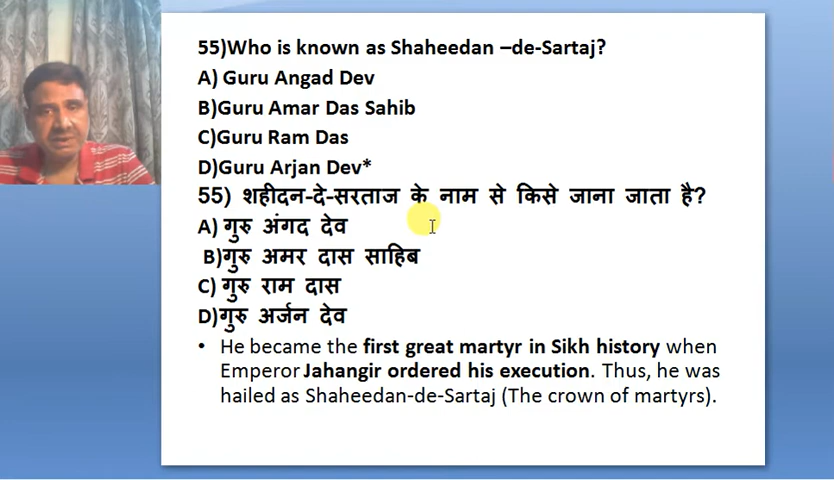 55)Who is known as Shaheedan –de-Sartaj?
A) Guru Angad Dev
B)Guru Amar Das Sahib
C)Guru Ram Das
D)Guru Arjan Dev*
55) शहीदन-दे-सरताज के नाम से किसे जाना जाता है?
A) गुरु अंगद देव
B)गुरु अमर दास साहिब
C) गुरु राम दास
D)गुरु अर्जन देव
• He became the first great martyr in Sikh history when
Emperor Jahangir ordered his execution. Thus, he was
hailed as Shaheedan-de-Sartaj (The crown of martyrs).